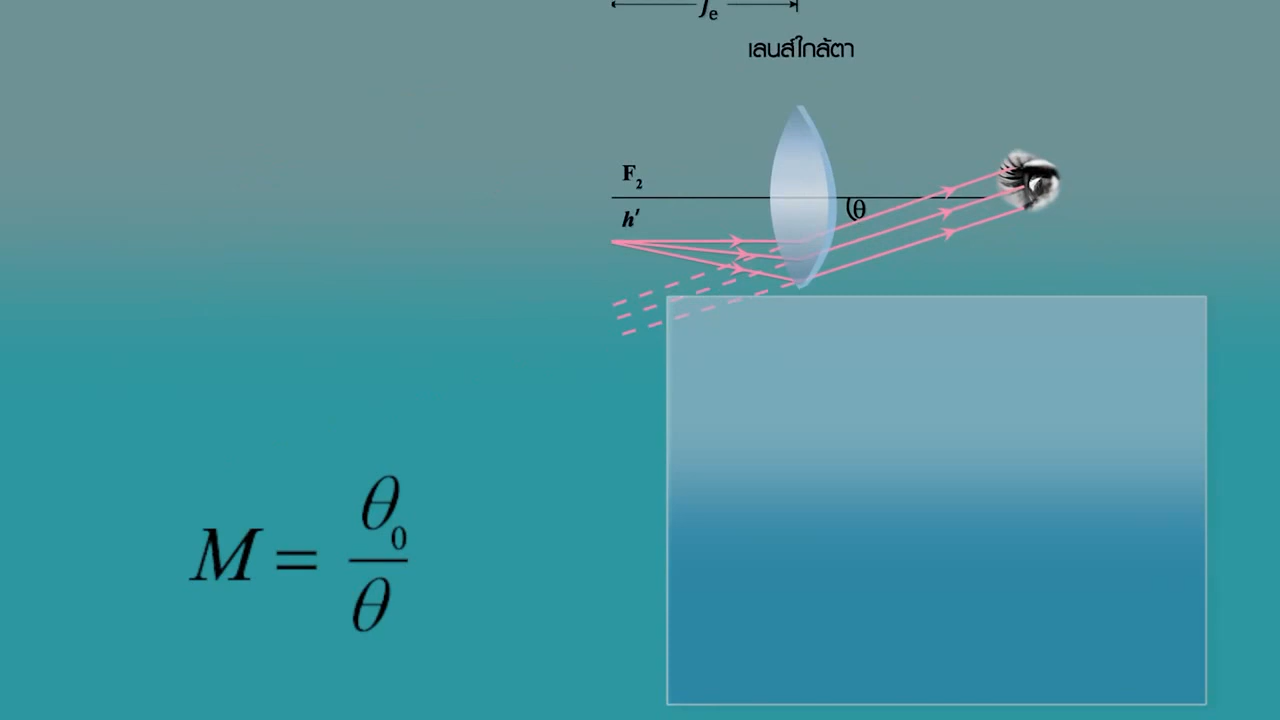 fₑ
เลนส์ใกล้ตา
F₂
h′
(θ
M = θ₀/θ